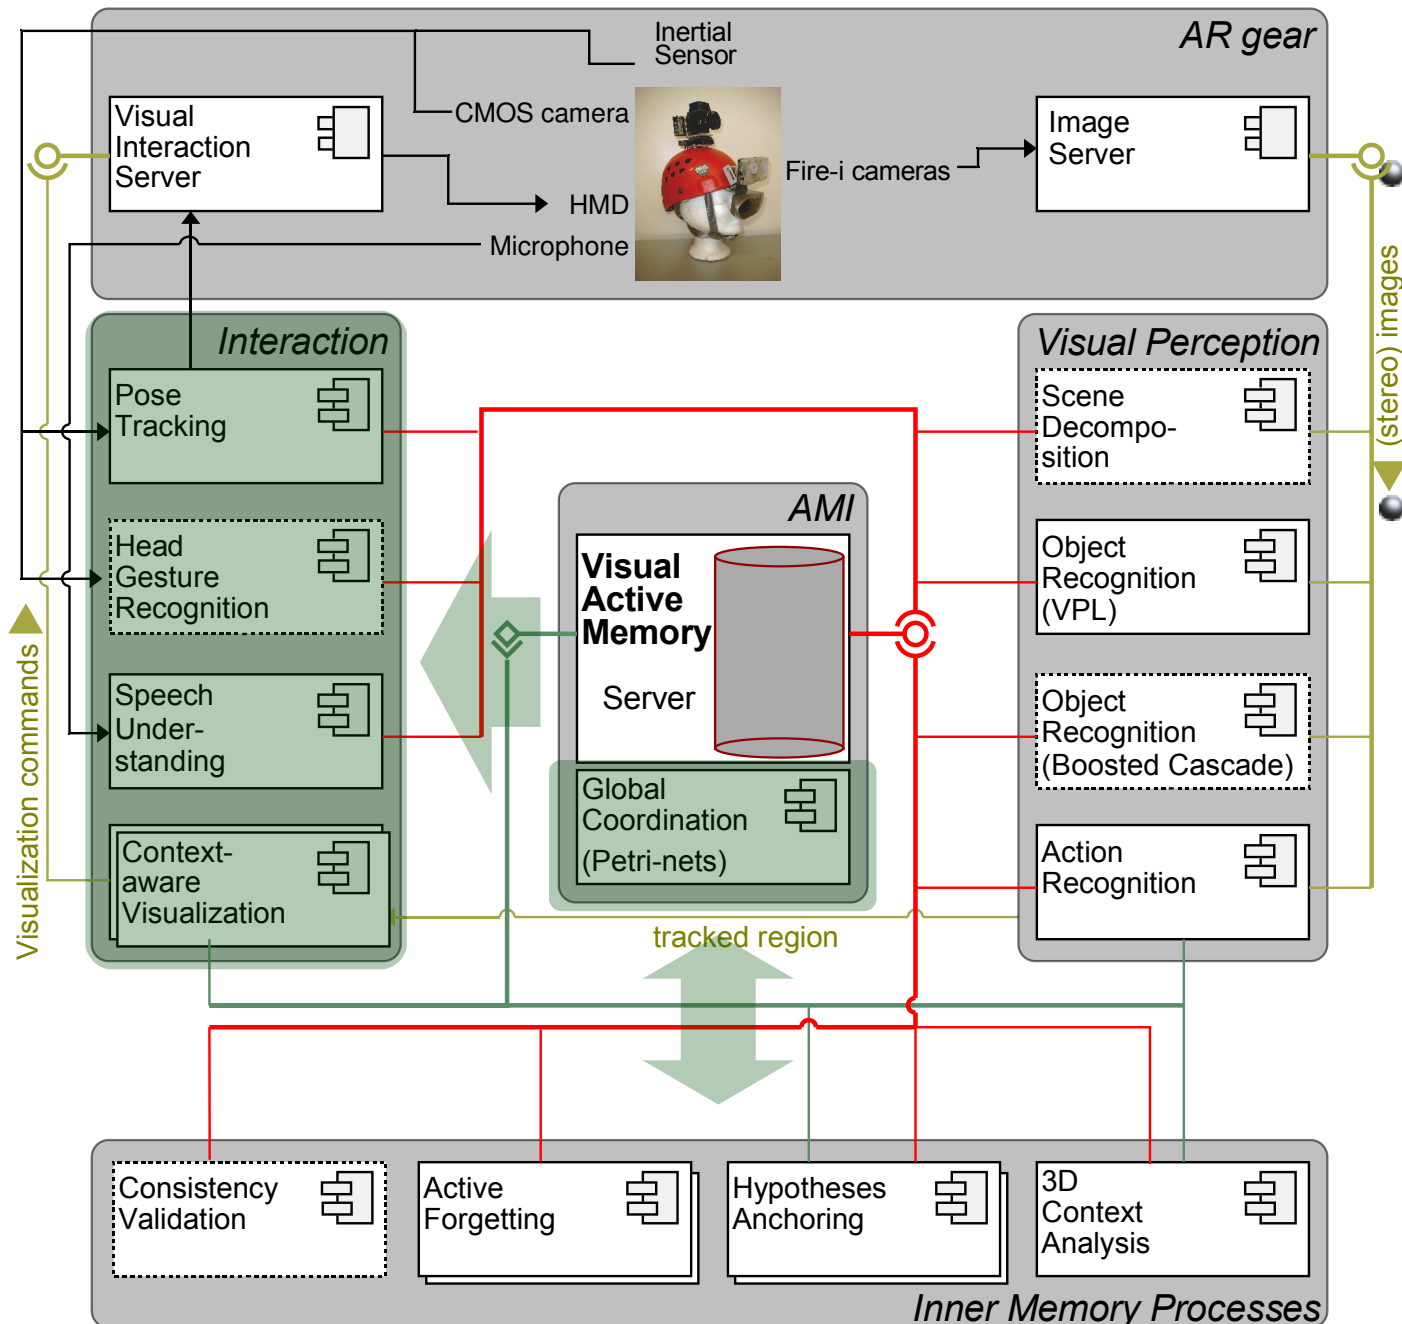 AR gear
Inertial
Sensor
CMOS camera
Visual
Interaction
Server
HMD
Microphone
Fire-i cameras
Image
Server
(stereo) images
Interaction
Pose
Tracking
Head
Gesture
Recognition
Speech
Under-
standing
Context-
aware
Visualization
Visualization commands
AMI
Visual
Active
Memory
Server
Global
Coordination
(Petri-nets)
tracked region
Visual Perception
Scene
Decompo-
sition
Object
Recognition
(VPL)
Object
Recognition
(Boosted Cascade)
Action
Recognition
Consistency
Validation
Active
Forgetting
Hypotheses
Anchoring
3D
Context
Analysis
Inner Memory Processes